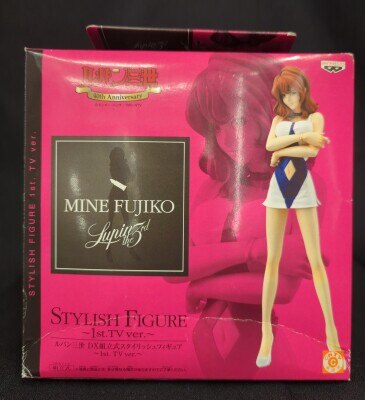 ルパン三世
40th Anniversary
BANPRESTO
STYLISH FIGURE 1st. TV ver.
MINE FUJIKO
Lupin the 3rd
STYLISH FIGURE
~1st. TV ver.~
ルパン三世 DX組立式スタイリッシュフィギュア
~1st. TV ver.~